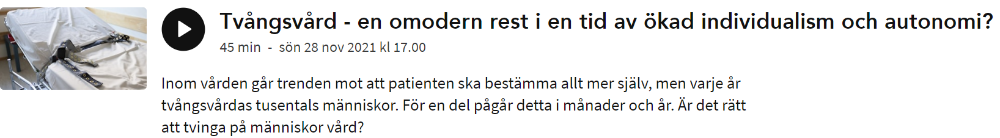 Tvångsvård - en omodern rest i en tid av ökad individualism och autonomi?
45 min - sön 28 nov 2021 kl 17.00
Inom vården går trenden mot att patienten ska bestämma allt mer själv, men varje år
tvångsvårdas tusentals människor. För en del pågår detta i månader och år. Är det rätt
att tvinga på människor vård?